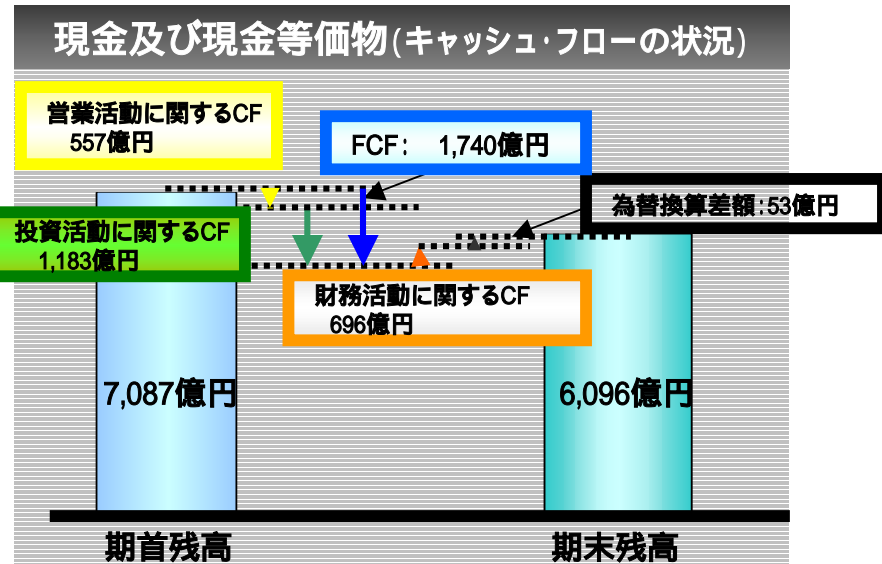 現金及び現金等価物(キャッシュ・フローの状況)
営業活動に関するCF
557億円
FCF: 1,740億円
為替換算差額:53億円
投資活動に関するCF
1,183億円
財務活動に関するCF
696億円
7,087億円
6,096億円
期首残高
期末残高